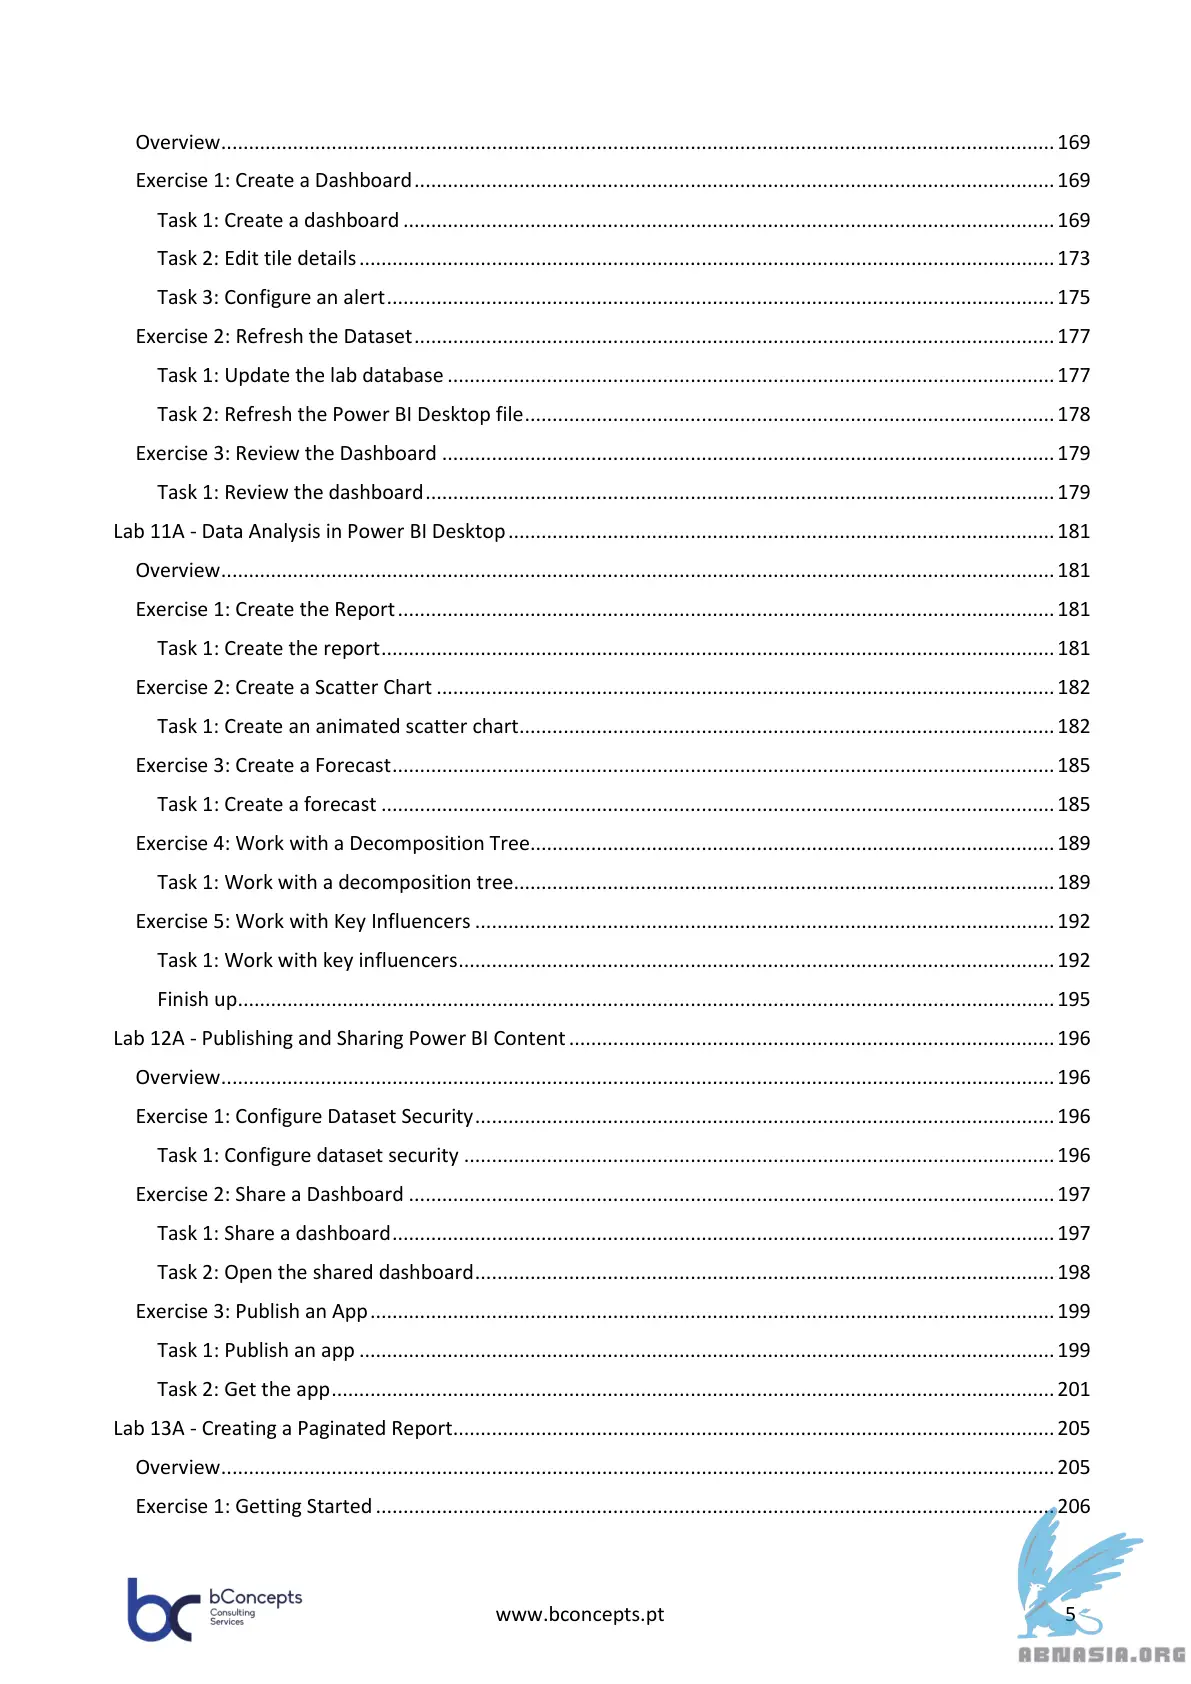 Overview........................................ 169
Exercise 1: Create a Dashboard........................................ 169
Task 1: Create a dashboard ........................................ 169
Task 2: Edit tile details ........................................ 173
Task 3: Configure an alert........................................ 175
Exercise 2: Refresh the Dataset........................................ 177
Task 1: Update the lab database ........................................ 177
Task 2: Refresh the Power BI Desktop file........................................ 178
Exercise 3: Review the Dashboard ........................................ 179
Task 1: Review the dashboard........................................ 179
Lab 11A - Data Analysis in Power BI Desktop ........................................ 181
Overview........................................ 181
Exercise 1: Create the Report ........................................ 181
Task 1: Create the report........................................ 181
Exercise 2: Create a Scatter Chart ........................................ 182
Task 1: Create an animated scatter chart........................................ 182
Exercise 3: Create a Forecast........................................ 185
Task 1: Create a forecast ........................................ 185
Exercise 4: Work with a Decomposition Tree........................................ 189
Task 1: Work with a decomposition tree........................................ 189
Exercise 5: Work with Key Influencers ........................................ 192
Task 1: Work with key influencers........................................ 192
Finish up........................................ 195
Lab 12A - Publishing and Sharing Power BI Content ........................................ 196
Overview........................................ 196
Exercise 1: Configure Dataset Security........................................ 196
Task 1: Configure dataset security ........................................ 196
Exercise 2: Share a Dashboard ........................................ 197
Task 1: Share a dashboard........................................ 197
Task 2: Open the shared dashboard........................................ 198
Exercise 3: Publish an App ........................................ 199
Task 1: Publish an app ........................................ 199
Task 2: Get the app........................................ 201
Lab 13A - Creating a Paginated Report........................................ 205
Overview........................................ 205
Exercise 1: Getting Started ........................................ 206
bc bConcepts
Consulting
Services
www.bconcepts.pt
5
ABNASIA.ORG